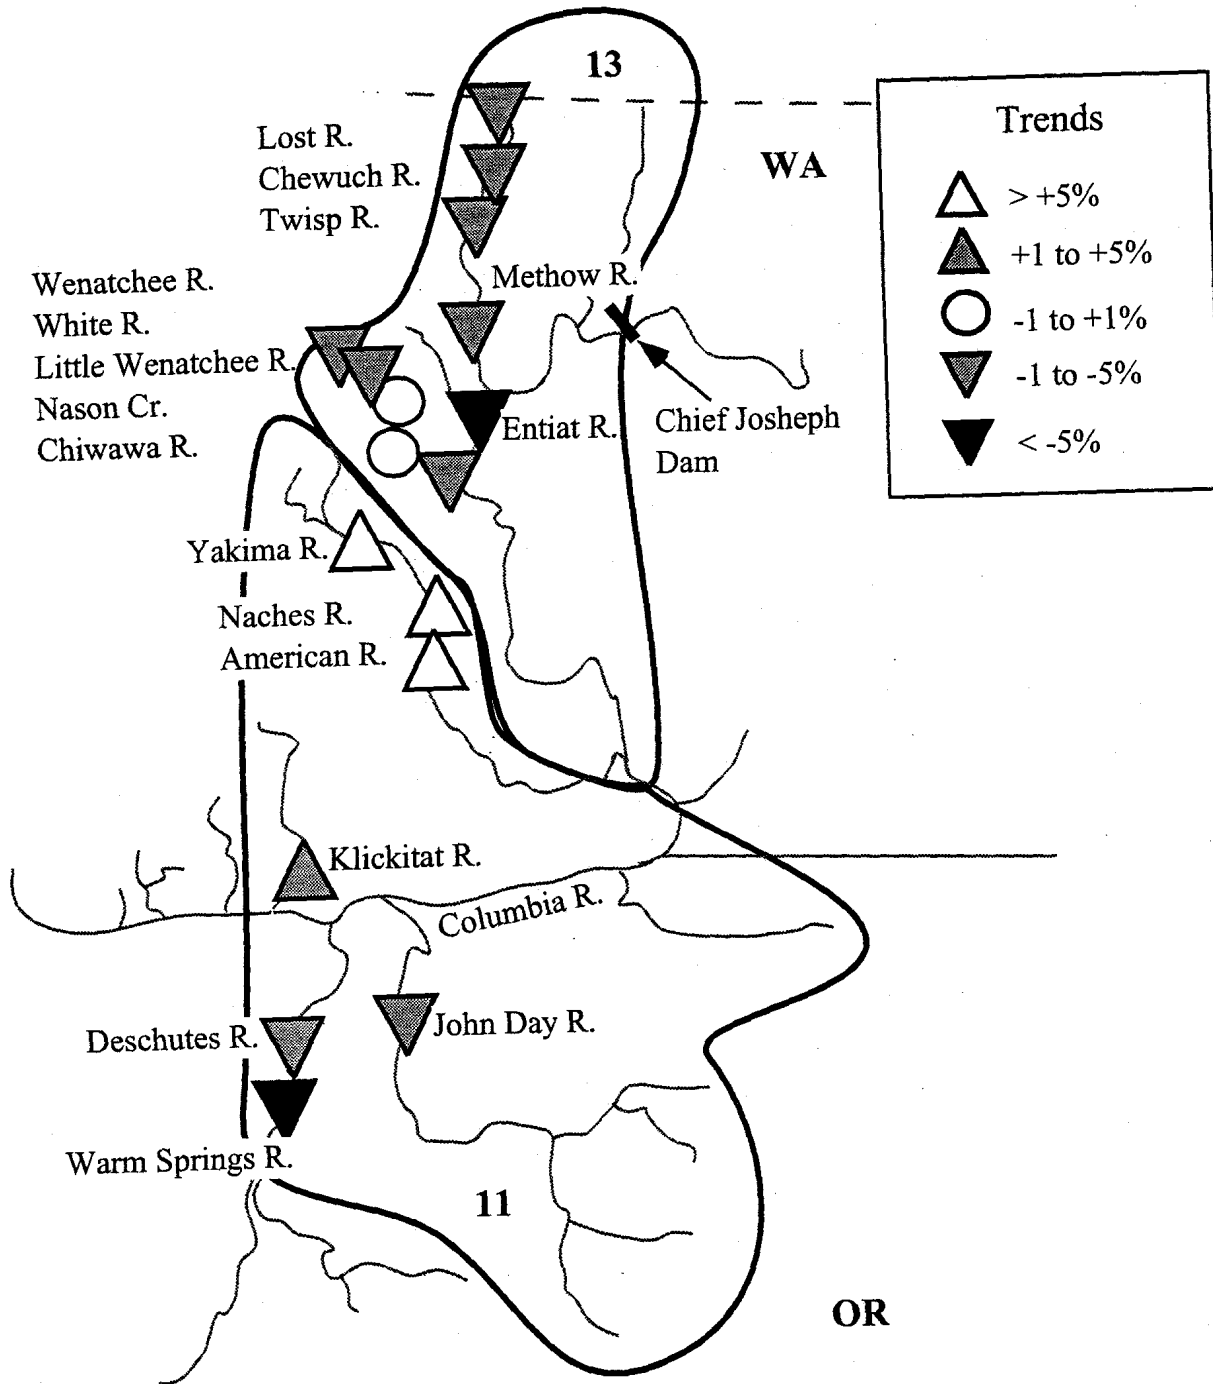 13
Trends
> +5%
+1 to +5%
-1 to +1%
-1 to -5%
< -5%
WA
Lost R.
Chewuch R.
Twisp R.
Methow R.
Wenatchee R.
White R.
Little Wenatchee R.
Nason Cr.
Chiwawa R.
Entiat R.
Chief Josheph
Dam
Yakima R.
Naches R.
American R.
Klickitat R.
Columbia R.
Deschutes R.
John Day R.
Warm Springs R.
11
OR